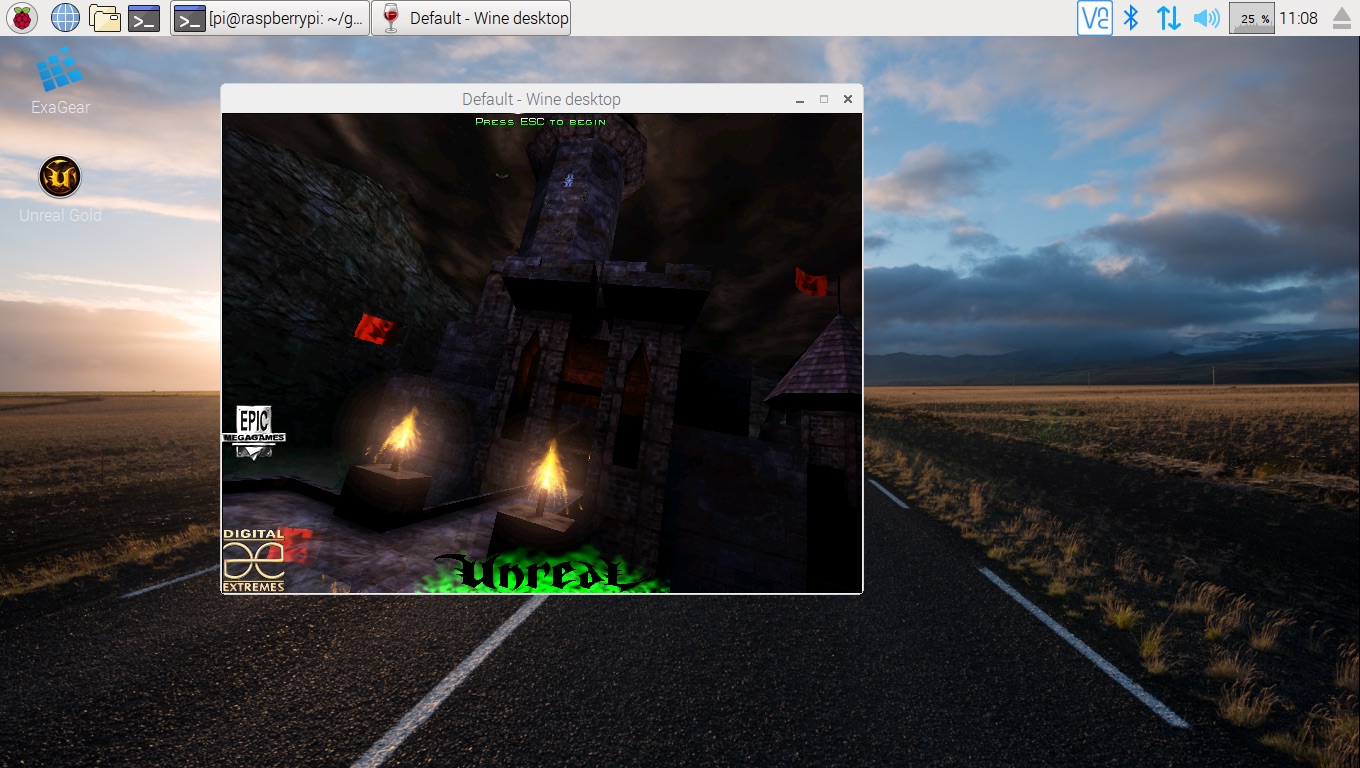 [pi@raspberrypi: ~/g...
Default - Wine desktop
25 %
11:08
ExaGear
Unreal Gold
Default - Wine desktop
Press ESC to begin
EPIC
MEGAGAMES
DIGITAL
EXTREMES
Unreal